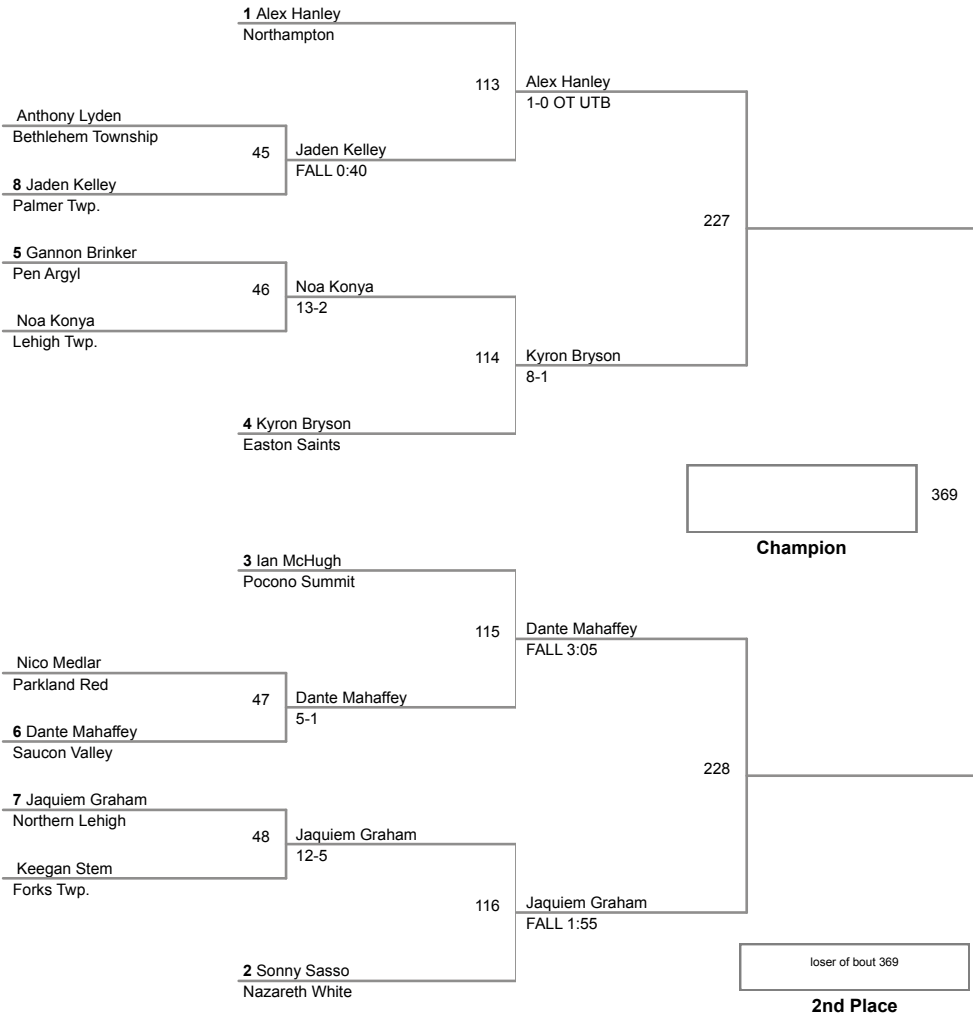 1 Alex Hanley
Northampton
113
Alex Hanley
1-0 OT UTB
Anthony Lyden
Bethlehem Township
45
Jaden Kelley
FALL 0:40
8 Jaden Kelley
Palmer Twp.
227
5 Gannon Brinker
Pen Argyl
46
Noa Konya
13-2
Noa Konya
Lehigh Twp.
114
Kyron Bryson
8-1
4 Kyron Bryson
Easton Saints
369
Champion
3 Ian McHugh
Pocono Summit
115
Dante Mahaffey
FALL 3:05
Nico Medlar
Parkland Red
47
Dante Mahaffey
5-1
6 Dante Mahaffey
Saucon Valley
228
7 Jaquiem Graham
Northern Lehigh
48
Jaquiem Graham
12-5
Keegan Stem
Forks Twp.
116
Jaquiem Graham
FALL 1:55
2 Sonny Sasso
Nazareth White
loser of bout 369
2nd Place